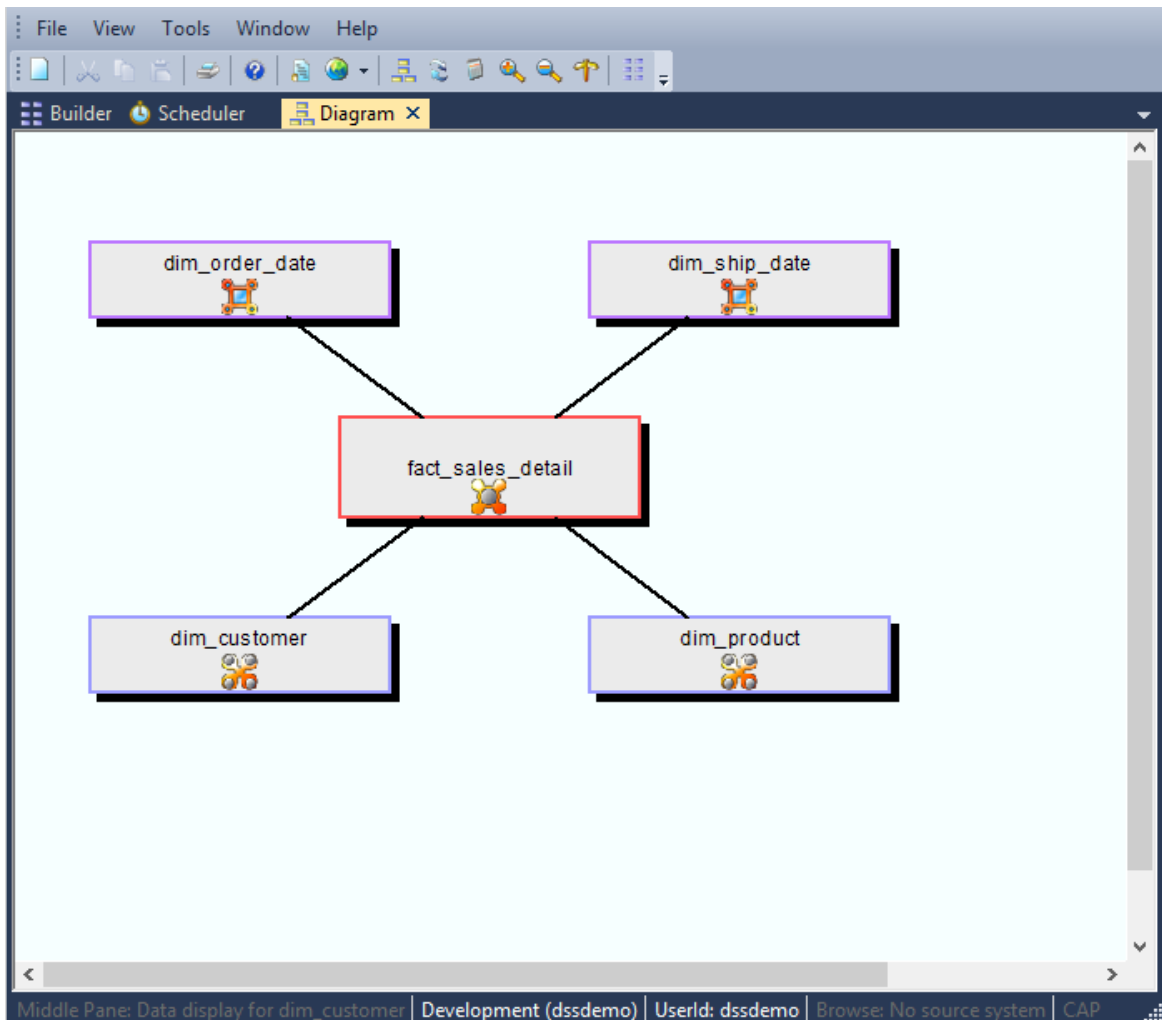 File View Tools Window Help
Builder Scheduler Diagram
dim_order_date dim_ship_date
fact_sales_detail
dim_customer dim_product
Middle Pane: Data display for dim_customer Development (dssdemo) UserId: dssdemo Browse: No source system CAP